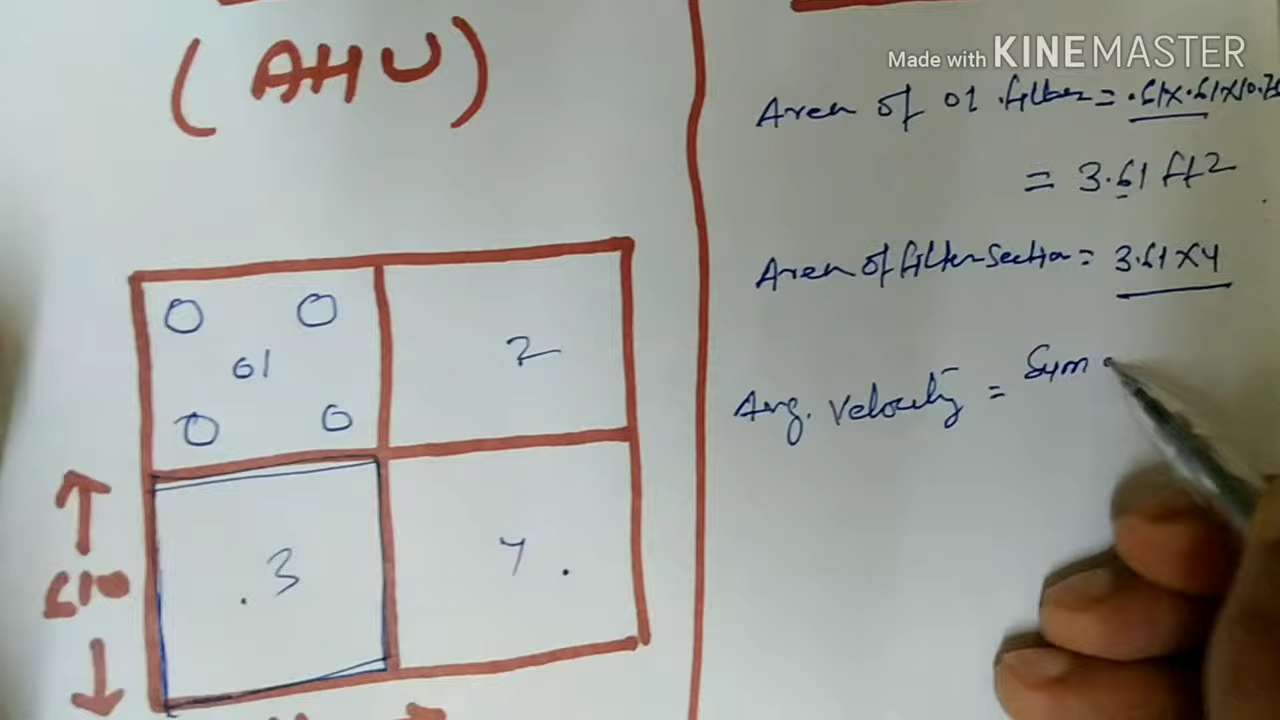 Made with KINEMASTER
(AHU)
Area of 01 filter = .61x.61x10.76
= 3.61 ft2
Area of filter section = 3.61x4
Avg. Velocity = Sum
01
2
3
4
610